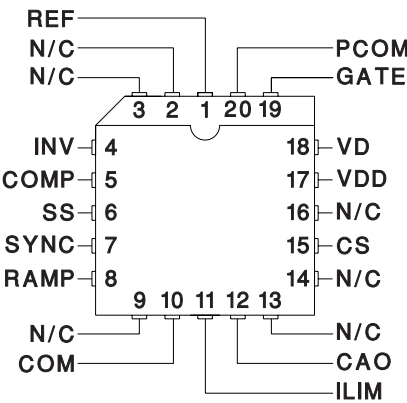 REF
N/C
PCOM
N/C
GATE
3 2 1 20 19
INV 4 18 VD
COMP 5 17 VDD
SS 6 16 N/C
SYNC 7 15 CS
RAMP 8 14 N/C
9 10 11 12 13
N/C
N/C
COM
CAO
ILIM